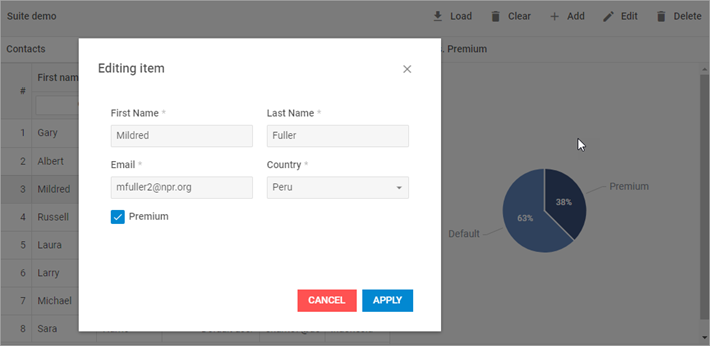 Suite demo
Load Clear Add Edit Delete
Contacts
. Premium
Editing item
#
First nam
First Name *
Last Name *
Mildred
Fuller
Email *
Country *
mfuller2@npr.org
Peru
Premium
CANCEL APPLY
1 Gary
2 Albert
3 Mildred
4 Russell
5 Laura
6 Larry
7 Michael
8 Sara
Premium
38%
63%
Default